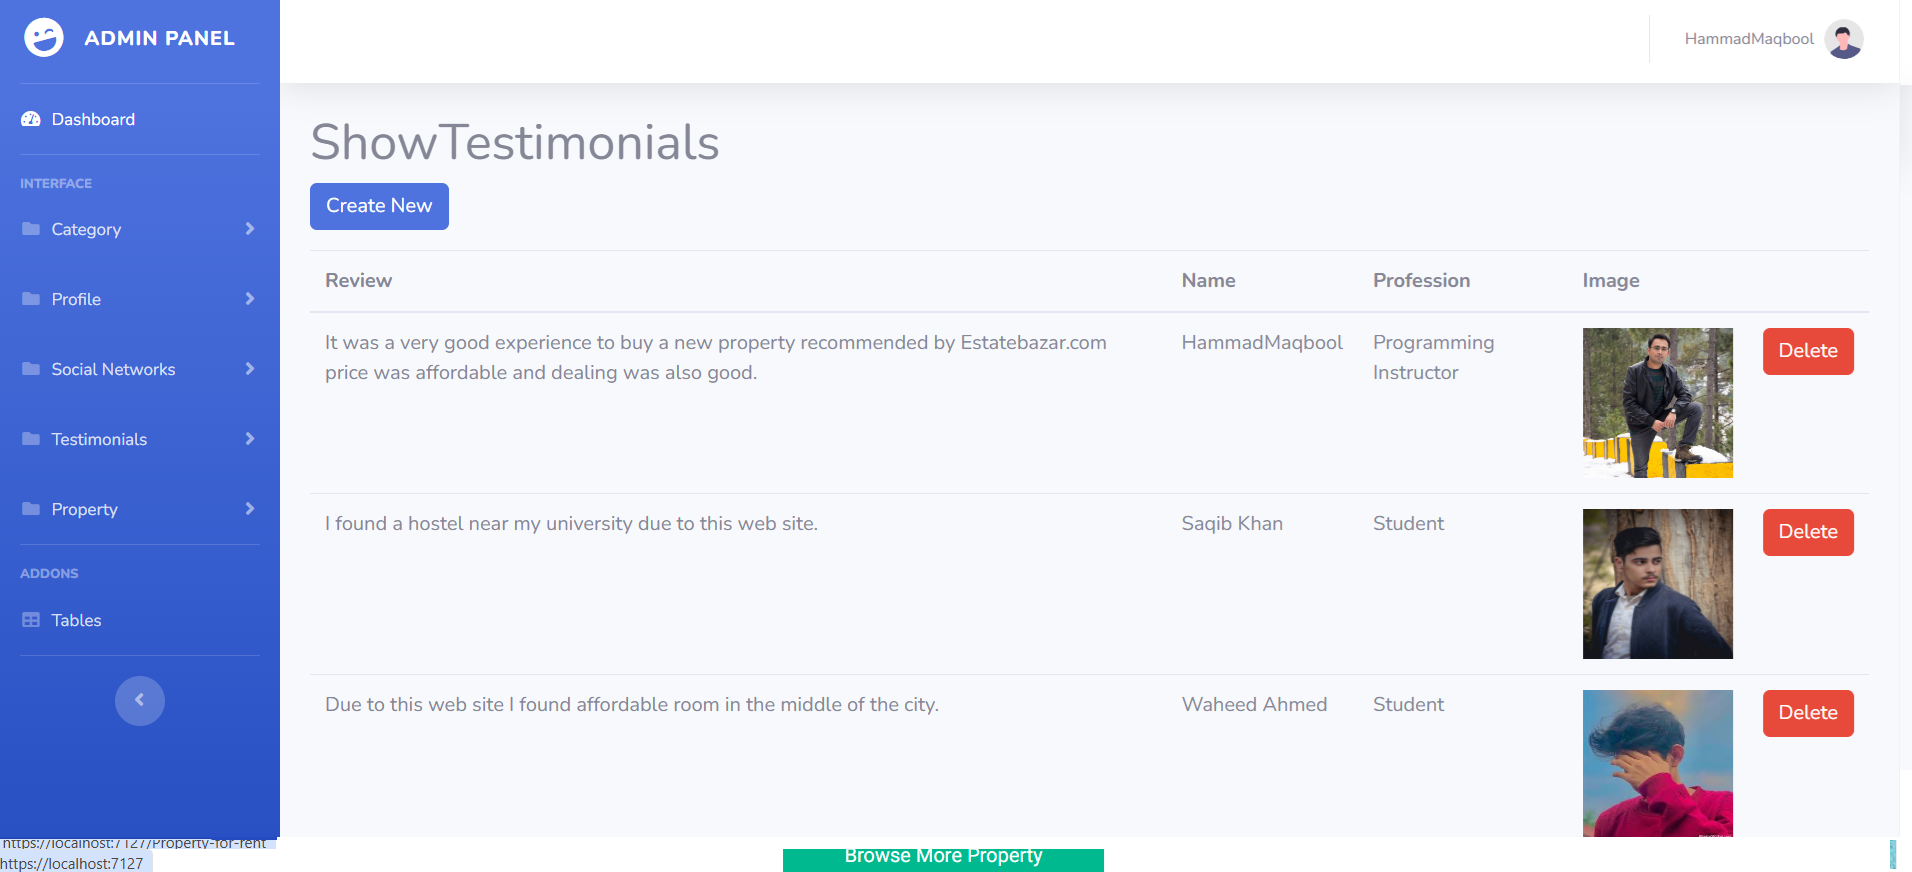 ADMIN PANEL
HammadMaqbool
Dashboard
INTERFACE
Category
Profile
Social Networks
Testimonials
Property
ADDONS
Tables
ShowTestimonials
Create New
Review Name Profession Image
It was a very good experience to buy a new property recommended by Estatebazar.com HammadMaqbool Programming Delete
price was affordable and dealing was also good. Instructor
I found a hostel near my university due to this web site. Saqib Khan Student Delete
Due to this web site I found affordable room in the middle of the city. Waheed Ahmed Student Delete
https://localhost:7127/Property-for-rent
https://localhost:7127
Browse More Property